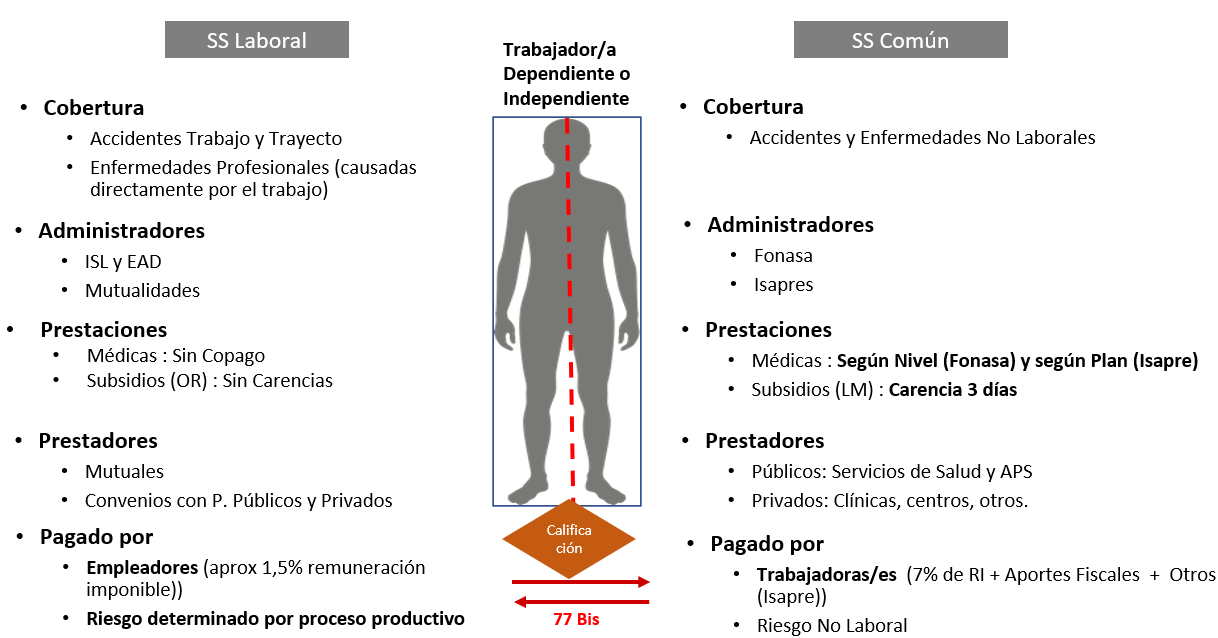 SS Laboral
• Cobertura
• Accidentes Trabajo y Trayecto
• Enfermedades Profesionales (causadas
directamente por el trabajo)
• Administradores
• ISL y EAD
• Mutualidades
• Prestaciones
• Médicas : Sin Copago
• Subsidios (OR) : Sin Carencias
• Prestadores
• Mutuales
• Convenios con P. Públicos y Privados
• Pagado por
• Empleadores (aprox 1,5% remuneración
imponible))
• Riesgo determinado por proceso productivo
Trabajador/a
Dependiente o
Independiente
Califica
ción
77 Bis
SS Común
• Cobertura
• Accidentes y Enfermedades No Laborales
• Administradores
• Fonasa
• Isapres
• Prestaciones
• Médicas : Según Nivel (Fonasa) y según Plan (Isapre)
• Subsidios (LM) : Carencia 3 días
• Prestadores
• Públicos: Servicios de Salud y APS
• Privados: Clínicas, centros, otros.
• Pagado por
• Trabajadoras/es (7% de RI + Aportes Fiscales + Otros
(Isapre))
• Riesgo No Laboral